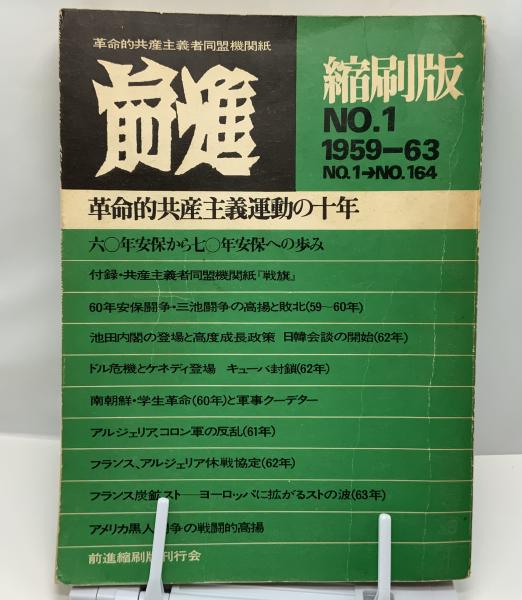 革命的共産主義者同盟機関紙
前進
縮刷版
NO.1
1959-63
NO.1→NO.164
革命的共産主義運動の十年
六〇年安保から七〇年安保への歩み
付録・共産主義者同盟機関紙『戦旗』
60年安保闘争・三池闘争の高揚と敗北(59~60年)
池田内閣の登場と高度成長政策 日韓会談の開始(62年)
ドル危機とケネディ登場 キューバ封鎖(62年)
南朝鮮・学生革命(60年)と軍事クーデター
アルジェリア、コロン軍の反乱(61年)
フランス、アルジェリア休戦協定(62年)
フランス炭鉱スト──ヨーロッパに拡がるストの波(63年)
アメリカ黒人 争の戦闘的高揚
前進縮刷版刊行会